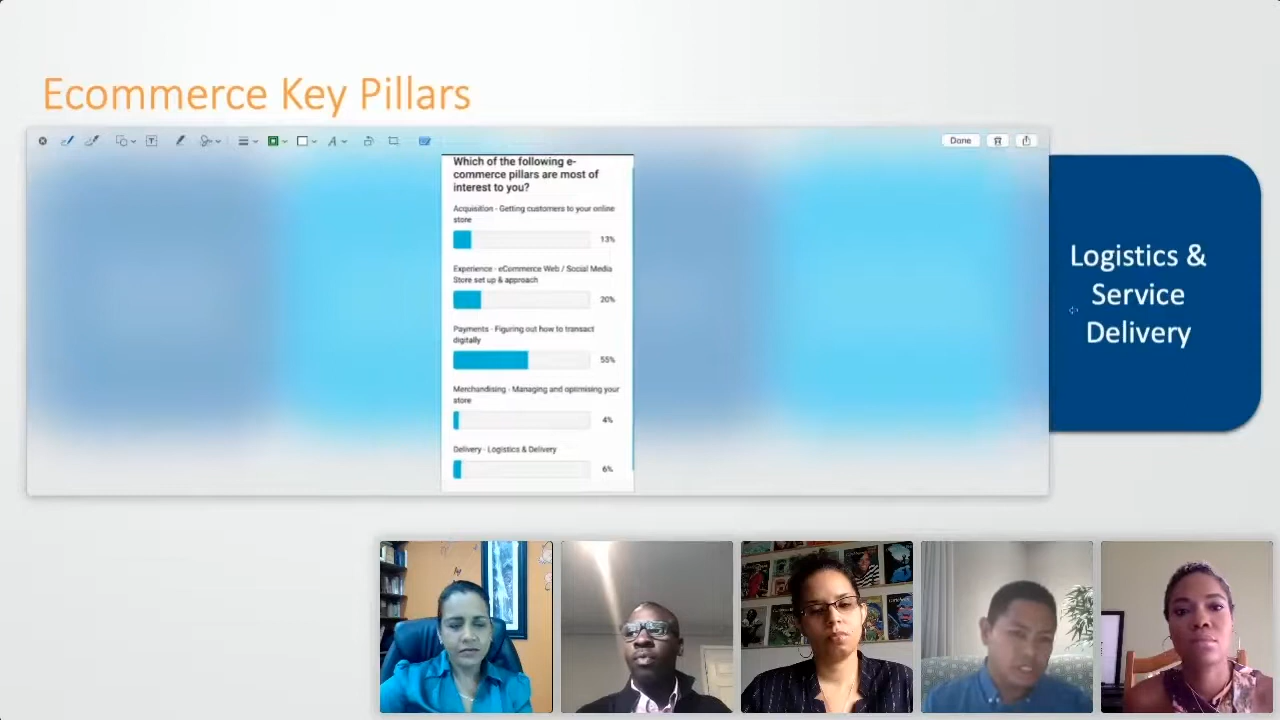 Ecommerce Key Pillars
Done
Which of the following e-
commerce pillars are most of
interest to you?
Acquisition - Getting customers to your online
store
13%
Experience - eCommerce Web / Social Media
Store set up & approach
20%
Payments - Figuring out how to transact
digitally
55%
Merchandising - Managing and optimising your
store
4%
Delivery - Logistics & Delivery
6%
Logistics &
Service
Delivery